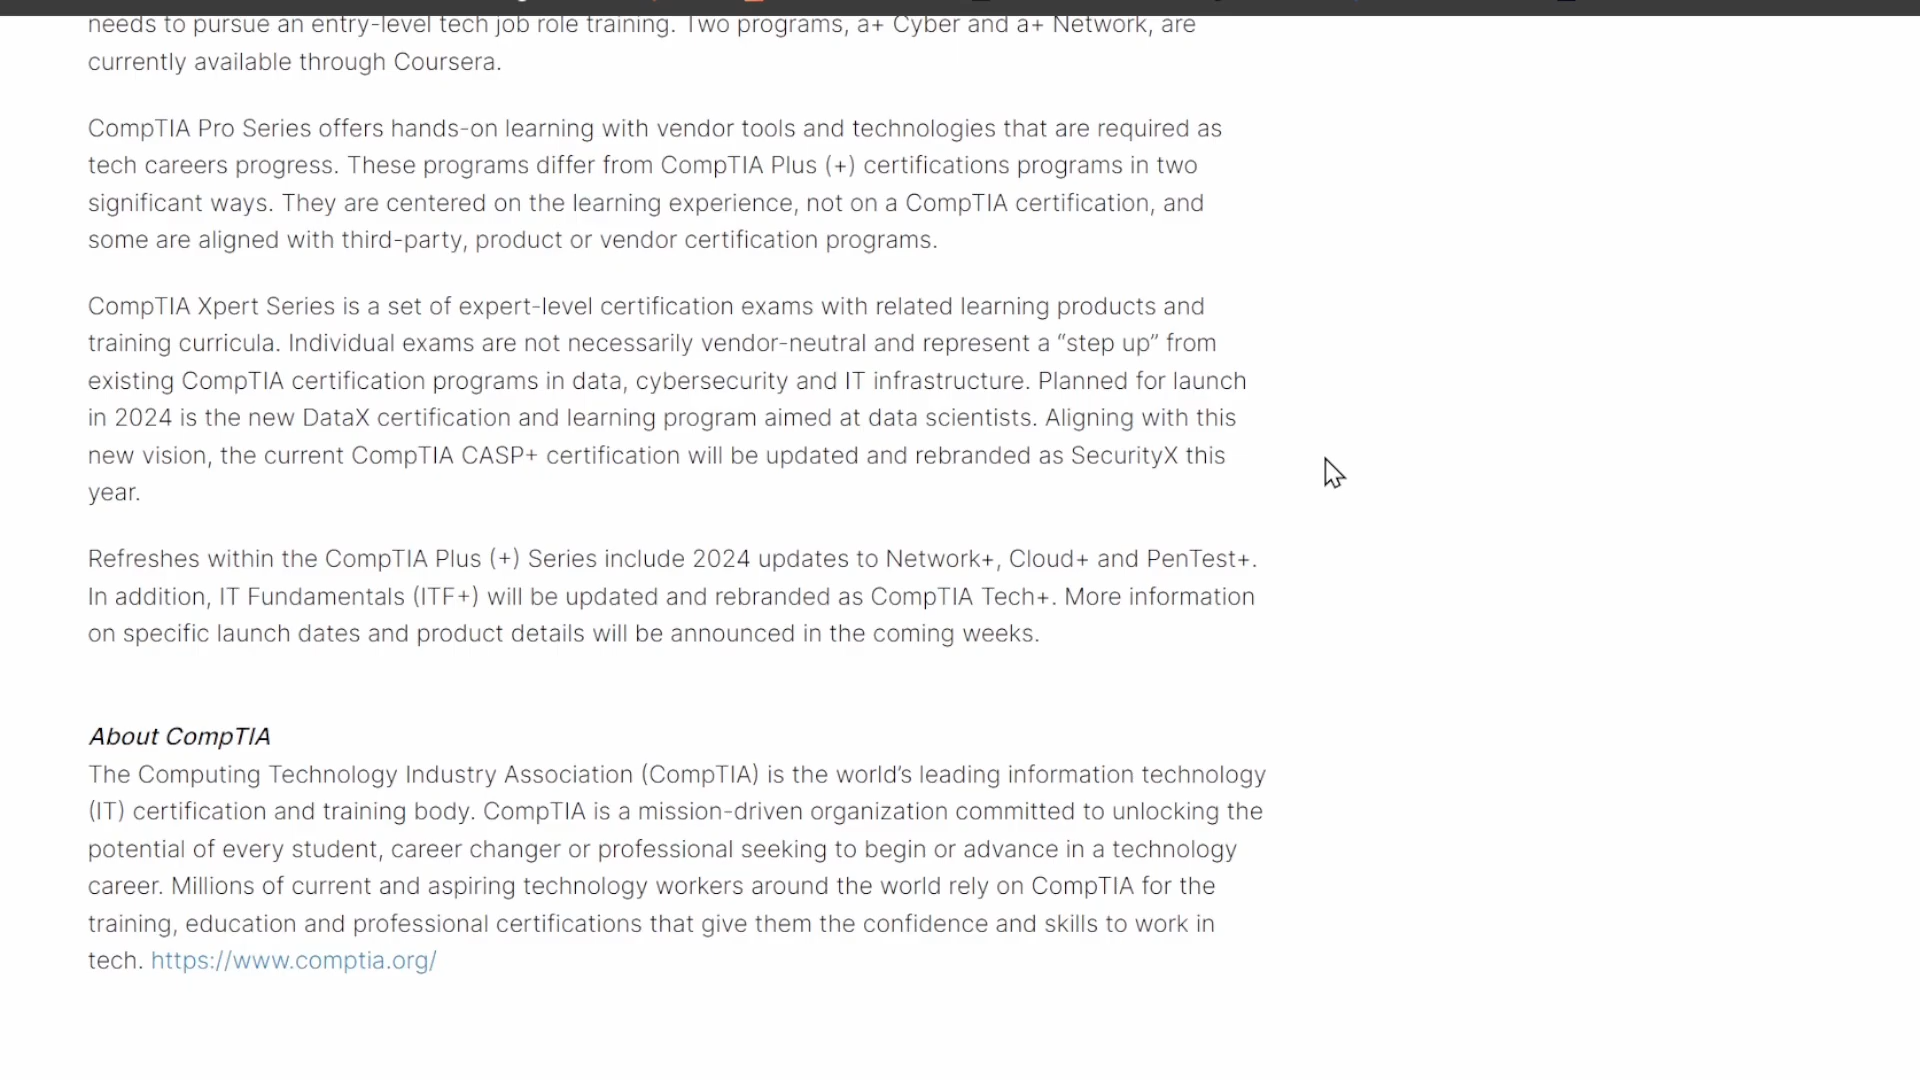 needs to pursue an entry-level tech job role training. Two programs, a+ Cyber and a+ Network, are
currently available through Coursera.
CompTIA Pro Series offers hands-on learning with vendor tools and technologies that are required as
tech careers progress. These programs differ from CompTIA Plus (+) certifications programs in two
significant ways. They are centered on the learning experience, not on a CompTIA certification, and
some are aligned with third-party, product or vendor certification programs.
CompTIA Xpert Series is a set of expert-level certification exams with related learning products and
training curricula. Individual exams are not necessarily vendor-neutral and represent a “step up” from
existing CompTIA certification programs in data, cybersecurity and IT infrastructure. Planned for launch
in 2024 is the new DataX certification and learning program aimed at data scientists. Aligning with this
new vision, the current CompTIA CASP+ certification will be updated and rebranded as SecurityX this
year.
Refreshes within the CompTIA Plus (+) Series include 2024 updates to Network+, Cloud+ and PenTest+.
In addition, IT Fundamentals (ITF+) will be updated and rebranded as CompTIA Tech+. More information
on specific launch dates and product details will be announced in the coming weeks.
About CompTIA
The Computing Technology Industry Association (CompTIA) is the world’s leading information technology
(IT) certification and training body. CompTIA is a mission-driven organization committed to unlocking the
potential of every student, career changer or professional seeking to begin or advance in a technology
career. Millions of current and aspiring technology workers around the world rely on CompTIA for the
training, education and professional certifications that give them the confidence and skills to work in
tech. https://www.comptia.org/